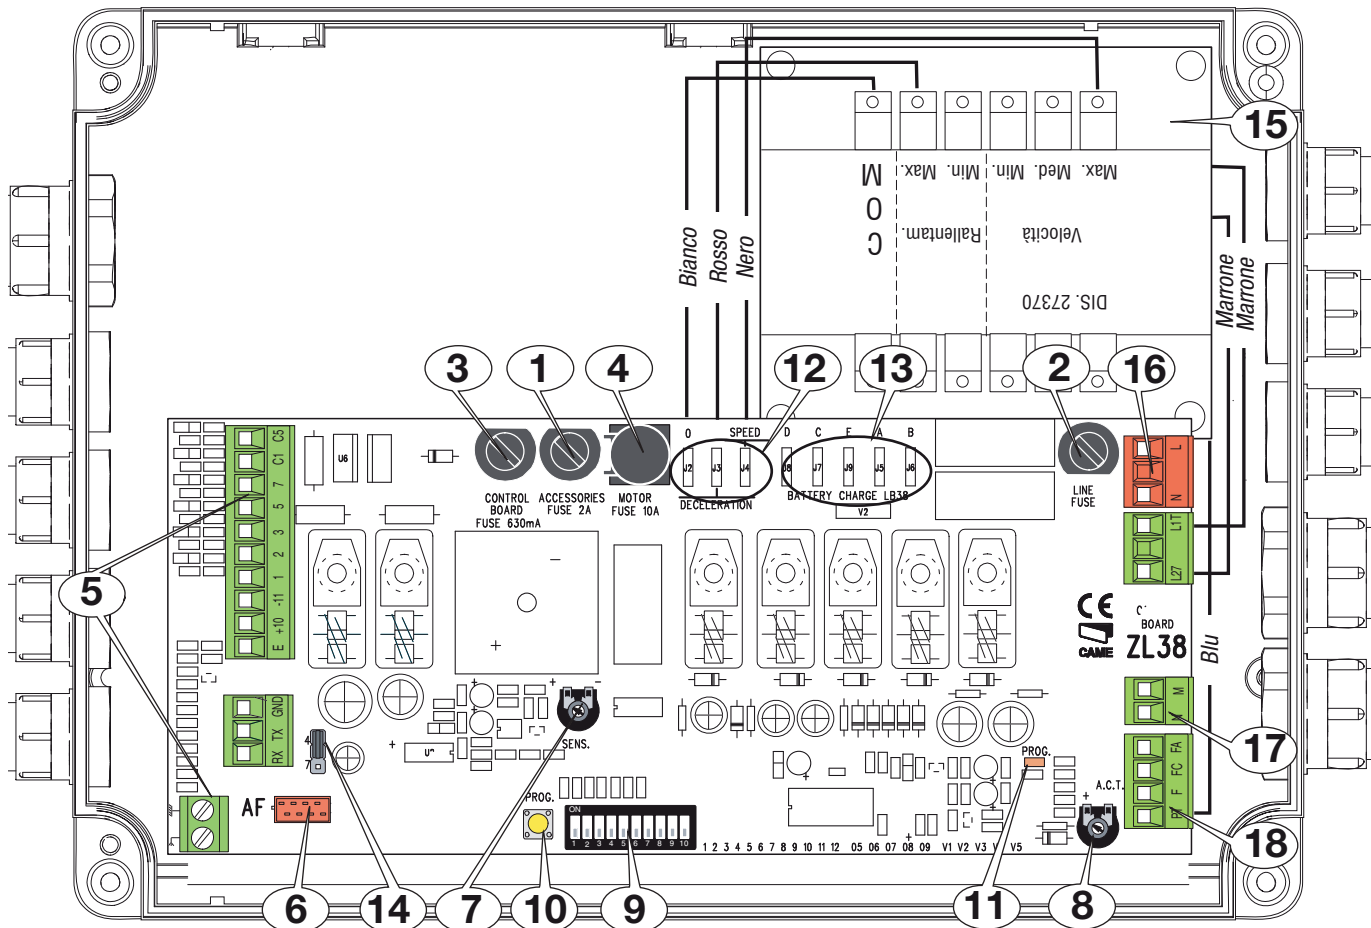 15
Max.
Med.
Min.
Min.
Max.
M
O
C
Velocità
Rallentam.
DIS. 27370
Bianco
Rosso
Nero
Marrone
Marrone
3
1
4
12
13
2
16
O SPEED D C F A B
J2 J3 J4 J8 J7 J9 J5 J6
DECELERATION
BATTERY CHARGE LB38
V2
CONTROL
BOARD
FUSE 630mA
ACCESSORIES
FUSE 2A
MOTOR
FUSE 10A
LINE
FUSE
U6
C5
C1
7
5
3
2
1
-11
+10
E
L
N
L1T
L27
5
CE
CAME
BOARD
ZL38
Blu
GND
TX
RX
4
7
+ -
SENS.
M
17
FA
FC
F
18
AF
PROG.
ON
1 2 3 4 5 6 7 8 9 10
1 2 3 4 5 6 7 8 9 10 11 12 05 06 07 08 09 V1 V2 V3 V5
PROG.
A.C.T.
6
14
7
10
9
11
8